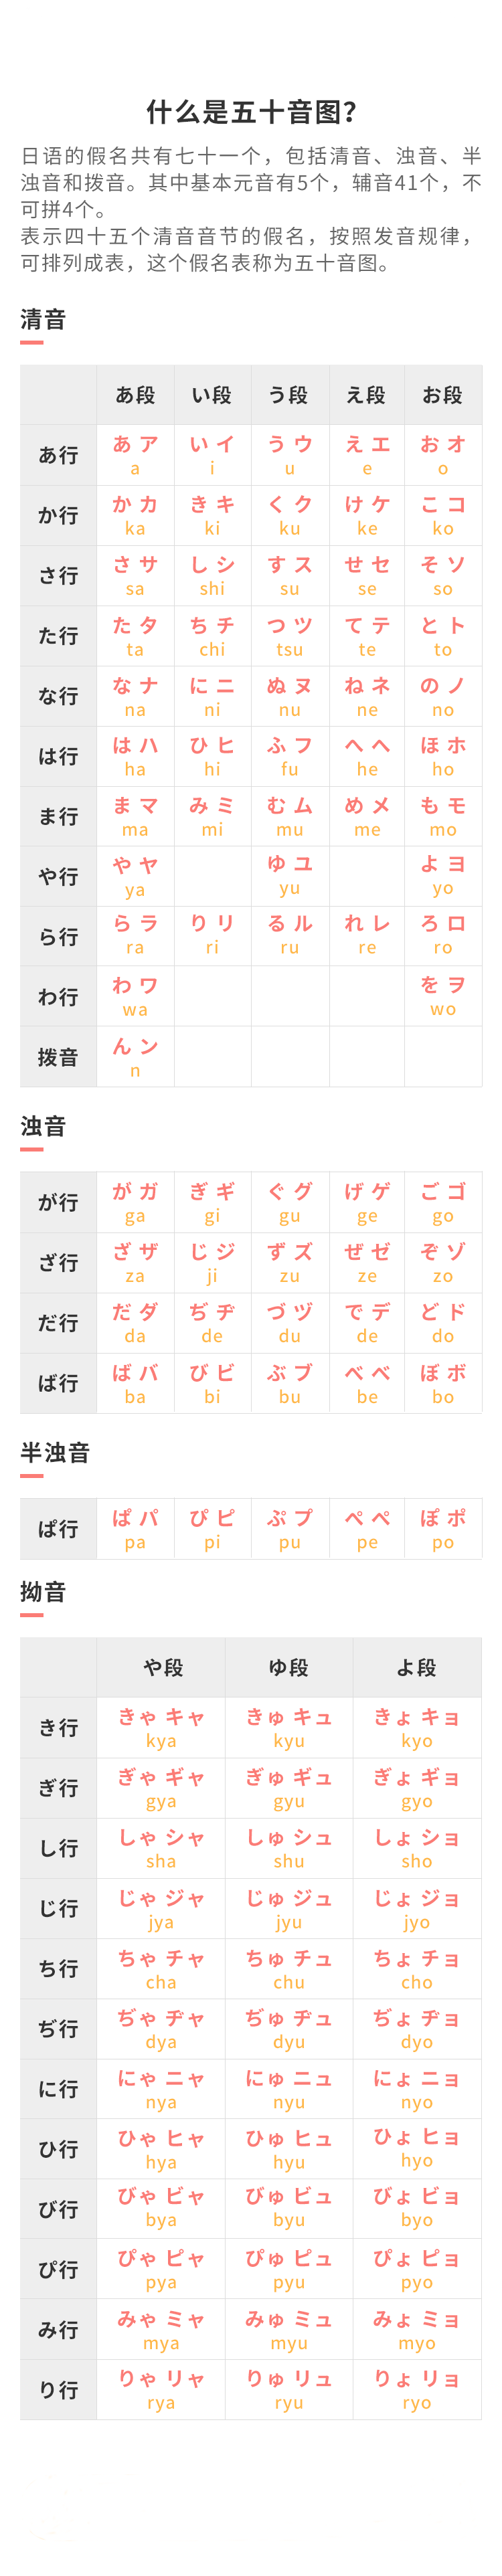 什么是五十音图?
日语的假名共有七十一个，包括清音、浊音、半
浊音和拨音。其中基本元音有5个，辅音41个，不
可拼4个。
表示四十五个清音音节的假名，按照发音规律，
可排列成表，这个假名表称为五十音图。
清音
あ段 い段 う段 え段 お段
あ行 あ ア い イ う ウ え エ お オ
a i u e o
か行 か カ き キ く ク け ケ こ コ
ka ki ku ke ko
さ行 さ サ し シ す ス せ セ そ ソ
sa shi su se so
た行 た タ ち チ つ ツ て テ と ト
ta chi tsu te to
な行 な ナ に ニ ぬ ヌ ね ネ の ノ
na ni nu ne no
は行 は ハ ひ ヒ ふ フ へ ヘ ほ ホ
ha hi fu he ho
ま行 ま マ み ミ む ム め メ も モ
ma mi mu me mo
や行 や ヤ ゆ ユ よ ヨ
ya yu yo
ら行 ら ラ り リ る ル れ レ ろ ロ
ra ri ru re ro
わ行 わ ワ を ヲ
wa wo
拨音 ん ン
n
浊音
が行 が ガ ぎ ギ ぐ グ げ ゲ ご ゴ
ga gi gu ge go
ざ行 ざ ザ じ ジ ず ズ ぜ ゼ ぞ ゾ
za ji zu ze zo
だ行 だ ダ ぢ ヂ づ ヅ で デ ど ド
da de du de do
ば行 ば バ び ビ ぶ ブ べ ベ ぼ ボ
ba bi bu be bo
半浊音
ぱ行 ぱ パ ぴ ピ ぷ プ ぺ ペ ぽ ポ
pa pi pu pe po
拗音
や段 ゆ段 よ段
き行 きゃ キャ きゅ キュ きょ キョ
kya kyu kyo
ぎ行 ぎゃ ギャ ぎゅ ギュ ぎょ ギョ
gya gyu gyo
し行 しゃ シャ しゅ シュ しょ ショ
sha shu sho
じ行 じゃ ジャ じゅ ジュ じょ ジョ
jya jyu jyo
ち行 ちゃ チャ ちゅ チュ ちょ チョ
cha chu cho
ぢ行 ぢゃ ヂャ ぢゅ ヂュ ぢょ ヂョ
dya dyu dyo
に行 にゃ ニャ にゅ ニュ にょ ニョ
nya nyu nyo
ひ行 ひゃ ヒャ ひゅ ヒュ ひょ ヒョ
hya hyu hyo
び行 びゃ ビャ びゅ ビュ びょ ビョ
bya byu byo
ぴ行 ぴゃ ピャ ぴゅ ピュ ぴょ ピョ
pya pyu pyo
み行 みゃ ミャ みゅ ミュ みょ ミョ
mya myu myo
り行 りゃ リャ りゅ リュ りょ リョ
rya ryu ryo